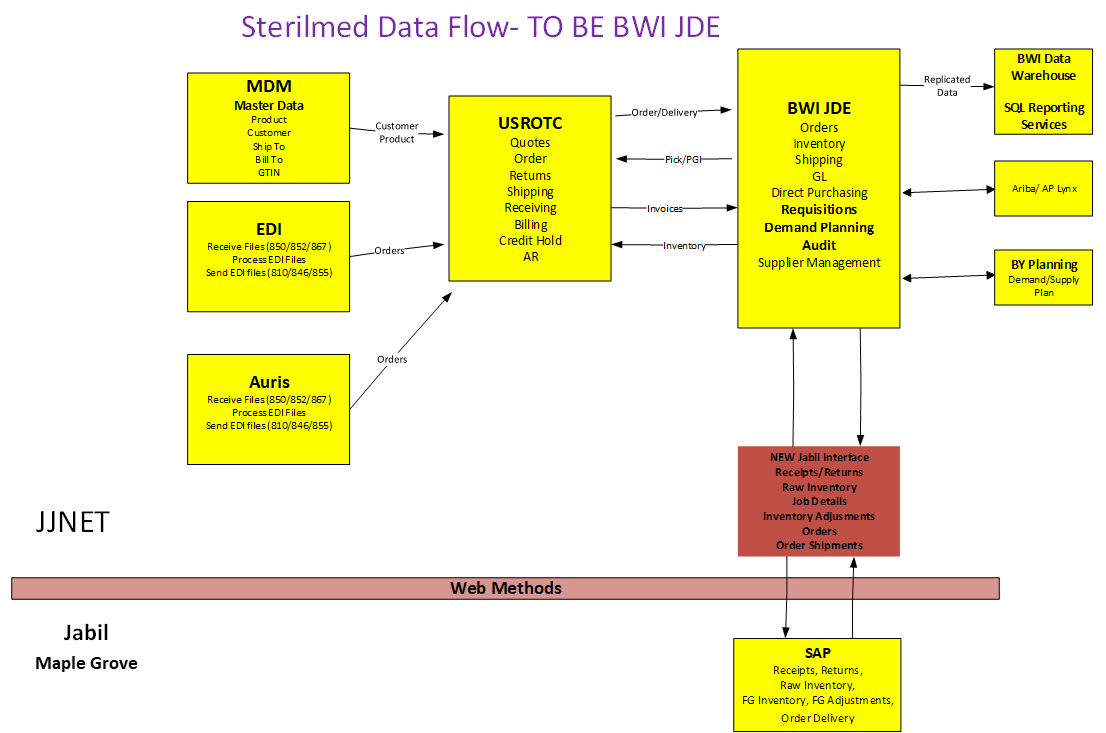 Sterilmed Data Flow- TO BE BWI JDE
MDM
Master Data
Product
Customer
Ship To
Bill To
GTIN
Customer
Product
EDI
Receive Files (850/852/867)
Process EDI Files
Send EDI files (810/846/855)
Orders
Auris
Receive Files (850/852/867)
Process EDI Files
Send EDI files (810/846/855)
Orders
USROTC
Quotes
Order
Returns
Shipping
Receiving
Billing
Credit Hold
AR
Order/Delivery
Pick/PGI
Invoices
Inventory
BWI JDE
Orders
Inventory
Shipping
GL
Direct Purchasing
Requisitions
Demand Planning
Audit
Supplier Management
Replicated
Data
BWI Data
Warehouse
SQL Reporting
Services
Ariba/ AP Lynx
BY Planning
Demand/Supply
Plan
NEW Jabil Interface
Receipts/Returns
Raw Inventory
Job Details
Inventory Adjusments
Orders
Order Shipments
JJNET
Web Methods
Jabil
Maple Grove
SAP
Receipts, Returns,
Raw Inventory,
FG Inventory, FG Adjustments,
Order Delivery